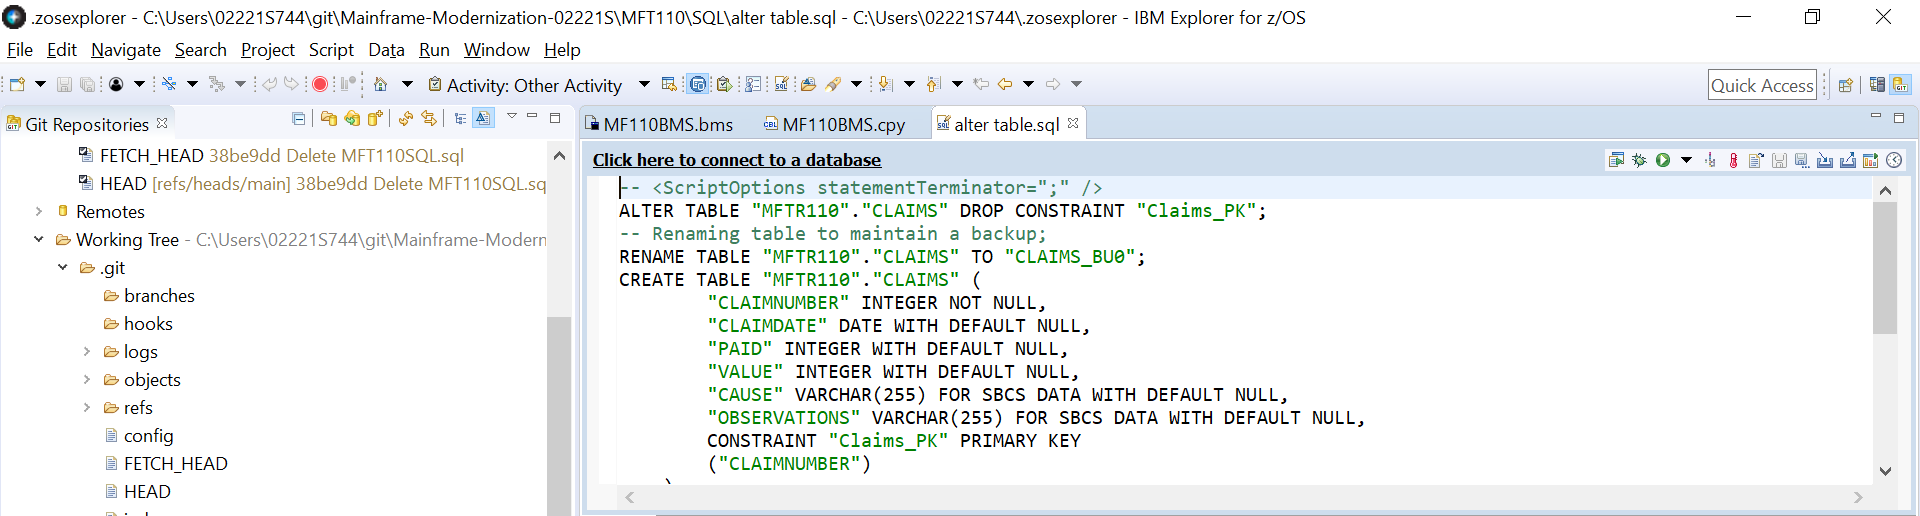 .zosexplorer - C:\Users\02221S744\git\Mainframe-Modernization-02221S\MFT110\SQL\alter table.sql - C:\Users\02221S744\.zosexplorer - IBM Explorer for z/OS
File Edit Navigate Search Project Script Data Run Window Help
Activity: Other Activity
Quick Access
Git Repositories
FETCH_HEAD 38be9dd Delete MFT110SQL.sql
HEAD [refs/heads/main] 38be9dd Delete MFT110SQL.sq
Remotes
Working Tree - C:\Users\02221S744\git\Mainframe-Modern
.git
branches
hooks
logs
objects
refs
config
FETCH_HEAD
HEAD
MF110BMS.bms MF110BMS.cpy alter table.sql
Click here to connect to a database
-- <ScriptOptions statementTerminator=";" />
ALTER TABLE "MFTR110"."CLAIMS" DROP CONSTRAINT "Claims_PK";
-- Renaming table to maintain a backup;
RENAME TABLE "MFTR110"."CLAIMS" TO "CLAIMS_BU0";
CREATE TABLE "MFTR110"."CLAIMS" (
"CLAIMNUMBER" INTEGER NOT NULL,
"CLAIMDATE" DATE WITH DEFAULT NULL,
"PAID" INTEGER WITH DEFAULT NULL,
"VALUE" INTEGER WITH DEFAULT NULL,
"CAUSE" VARCHAR(255) FOR SBCS DATA WITH DEFAULT NULL,
"OBSERVATIONS" VARCHAR(255) FOR SBCS DATA WITH DEFAULT NULL,
CONSTRAINT "Claims_PK" PRIMARY KEY
("CLAIMNUMBER")